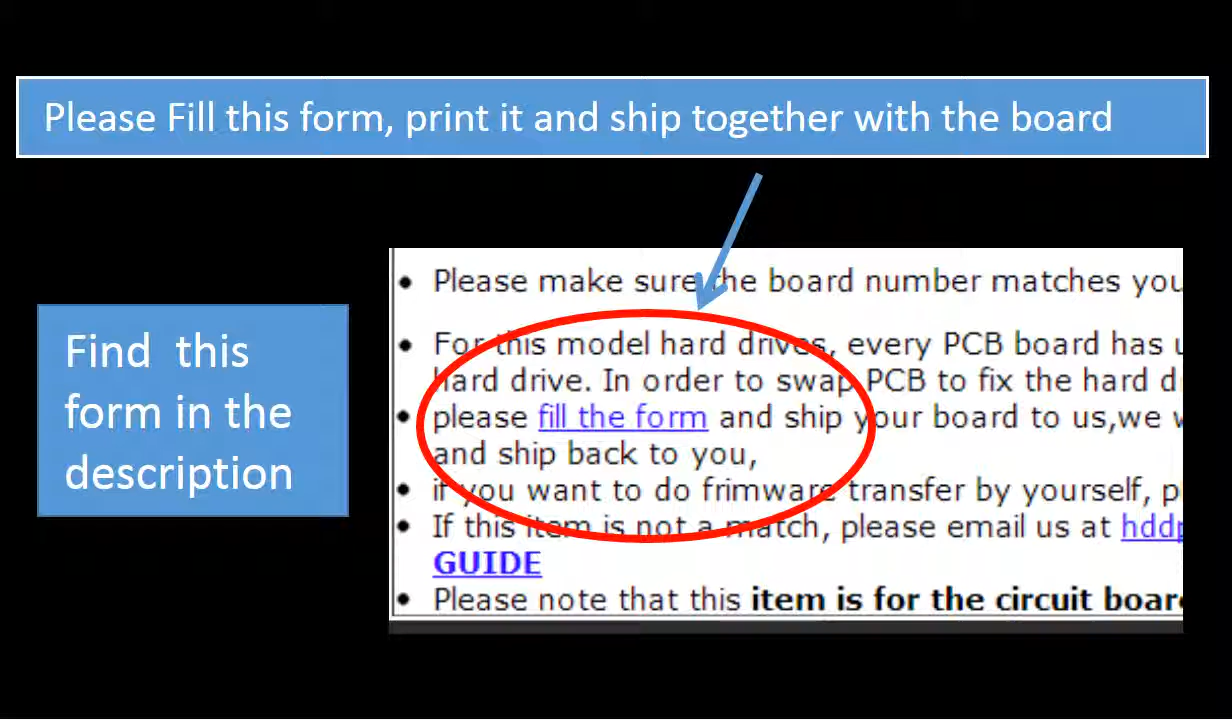 Please Fill this form, print it and ship together with the board
Find this
form in the
description
Please make sure the board number matches
For this model hard drives, every PCB board has
hard drive. In order to swap PCB to fix the hard
please fill the form and ship your board to us,we
and ship back to you,
if you want to do frimware transfer by yourself,
If this item is not a match, please email us at
GUIDE
Please note that this item is for the circuit